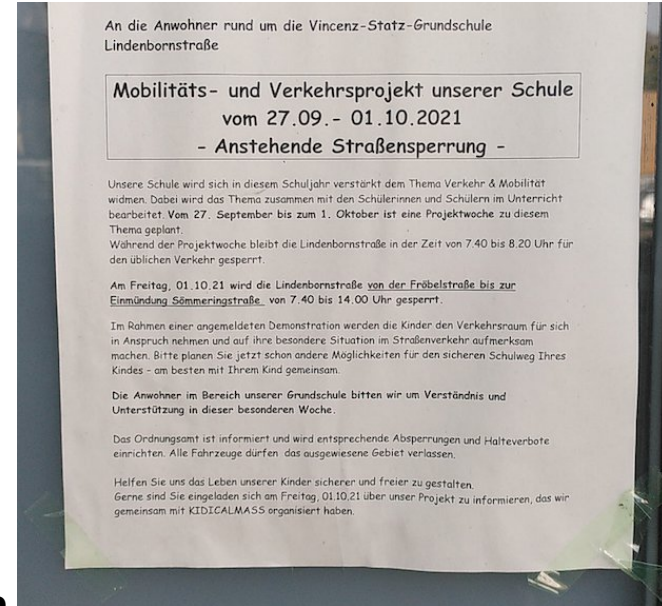 An die Anwohner rund um die Vincenz-Statz-Grundschule
Lindenbornstraße
Mobilitäts- und Verkehrsprojekt unserer Schule
vom 27.09.- 01.10.2021
- Anstehende Straßensperrung -
Unsere Schule wird sich in diesem Schuljahr verstärkt dem Thema Verkehr & Mobilität
widmen. Dabei wird das Thema zusammen mit den Schülerinnen und Schülern im Unterricht
bearbeitet. Vom 27. September bis zum 1. Oktober ist eine Projektwoche zu diesem
Thema geplant.
Während der Projektwoche bleibt die Lindenbornstraße in der Zeit von 7.40 bis 8.20 Uhr für
den üblichen Verkehr gesperrt.
Am Freitag, 01.10.21 wird die Lindenbornstraße von der Fröbelstraße bis zur
Einmündung Sömmeringstraße von 7.40 bis 14.00 Uhr gesperrt.
Im Rahmen einer angemeldeten Demonstration werden die Kinder den Verkehrsraum für sich
in Anspruch nehmen und auf ihre besondere Situation im Straßenverkehr aufmerksam
machen. Bitte planen Sie jetzt schon andere Möglichkeiten für den sicheren Schulweg Ihres
Kindes - am besten mit Ihrem Kind gemeinsam.
Die Anwohner im Bereich unserer Grundschule bitten wir um Verständnis und
Unterstützung in dieser besonderen Woche.
Das Ordnungsamt ist informiert und wird entsprechende Absperrungen und Halteverbote
einrichten. Alle Fahrzeuge dürfen das ausgewiesene Gebiet verlassen.
Helfen Sie uns das Leben unserer Kinder sicherer und freier zu gestalten.
Gerne sind Sie eingeladen sich am Freitag, 01.10.21 über unser Projekt zu informieren, das wir
gemeinsam mit KIDICALMASS organisiert haben.